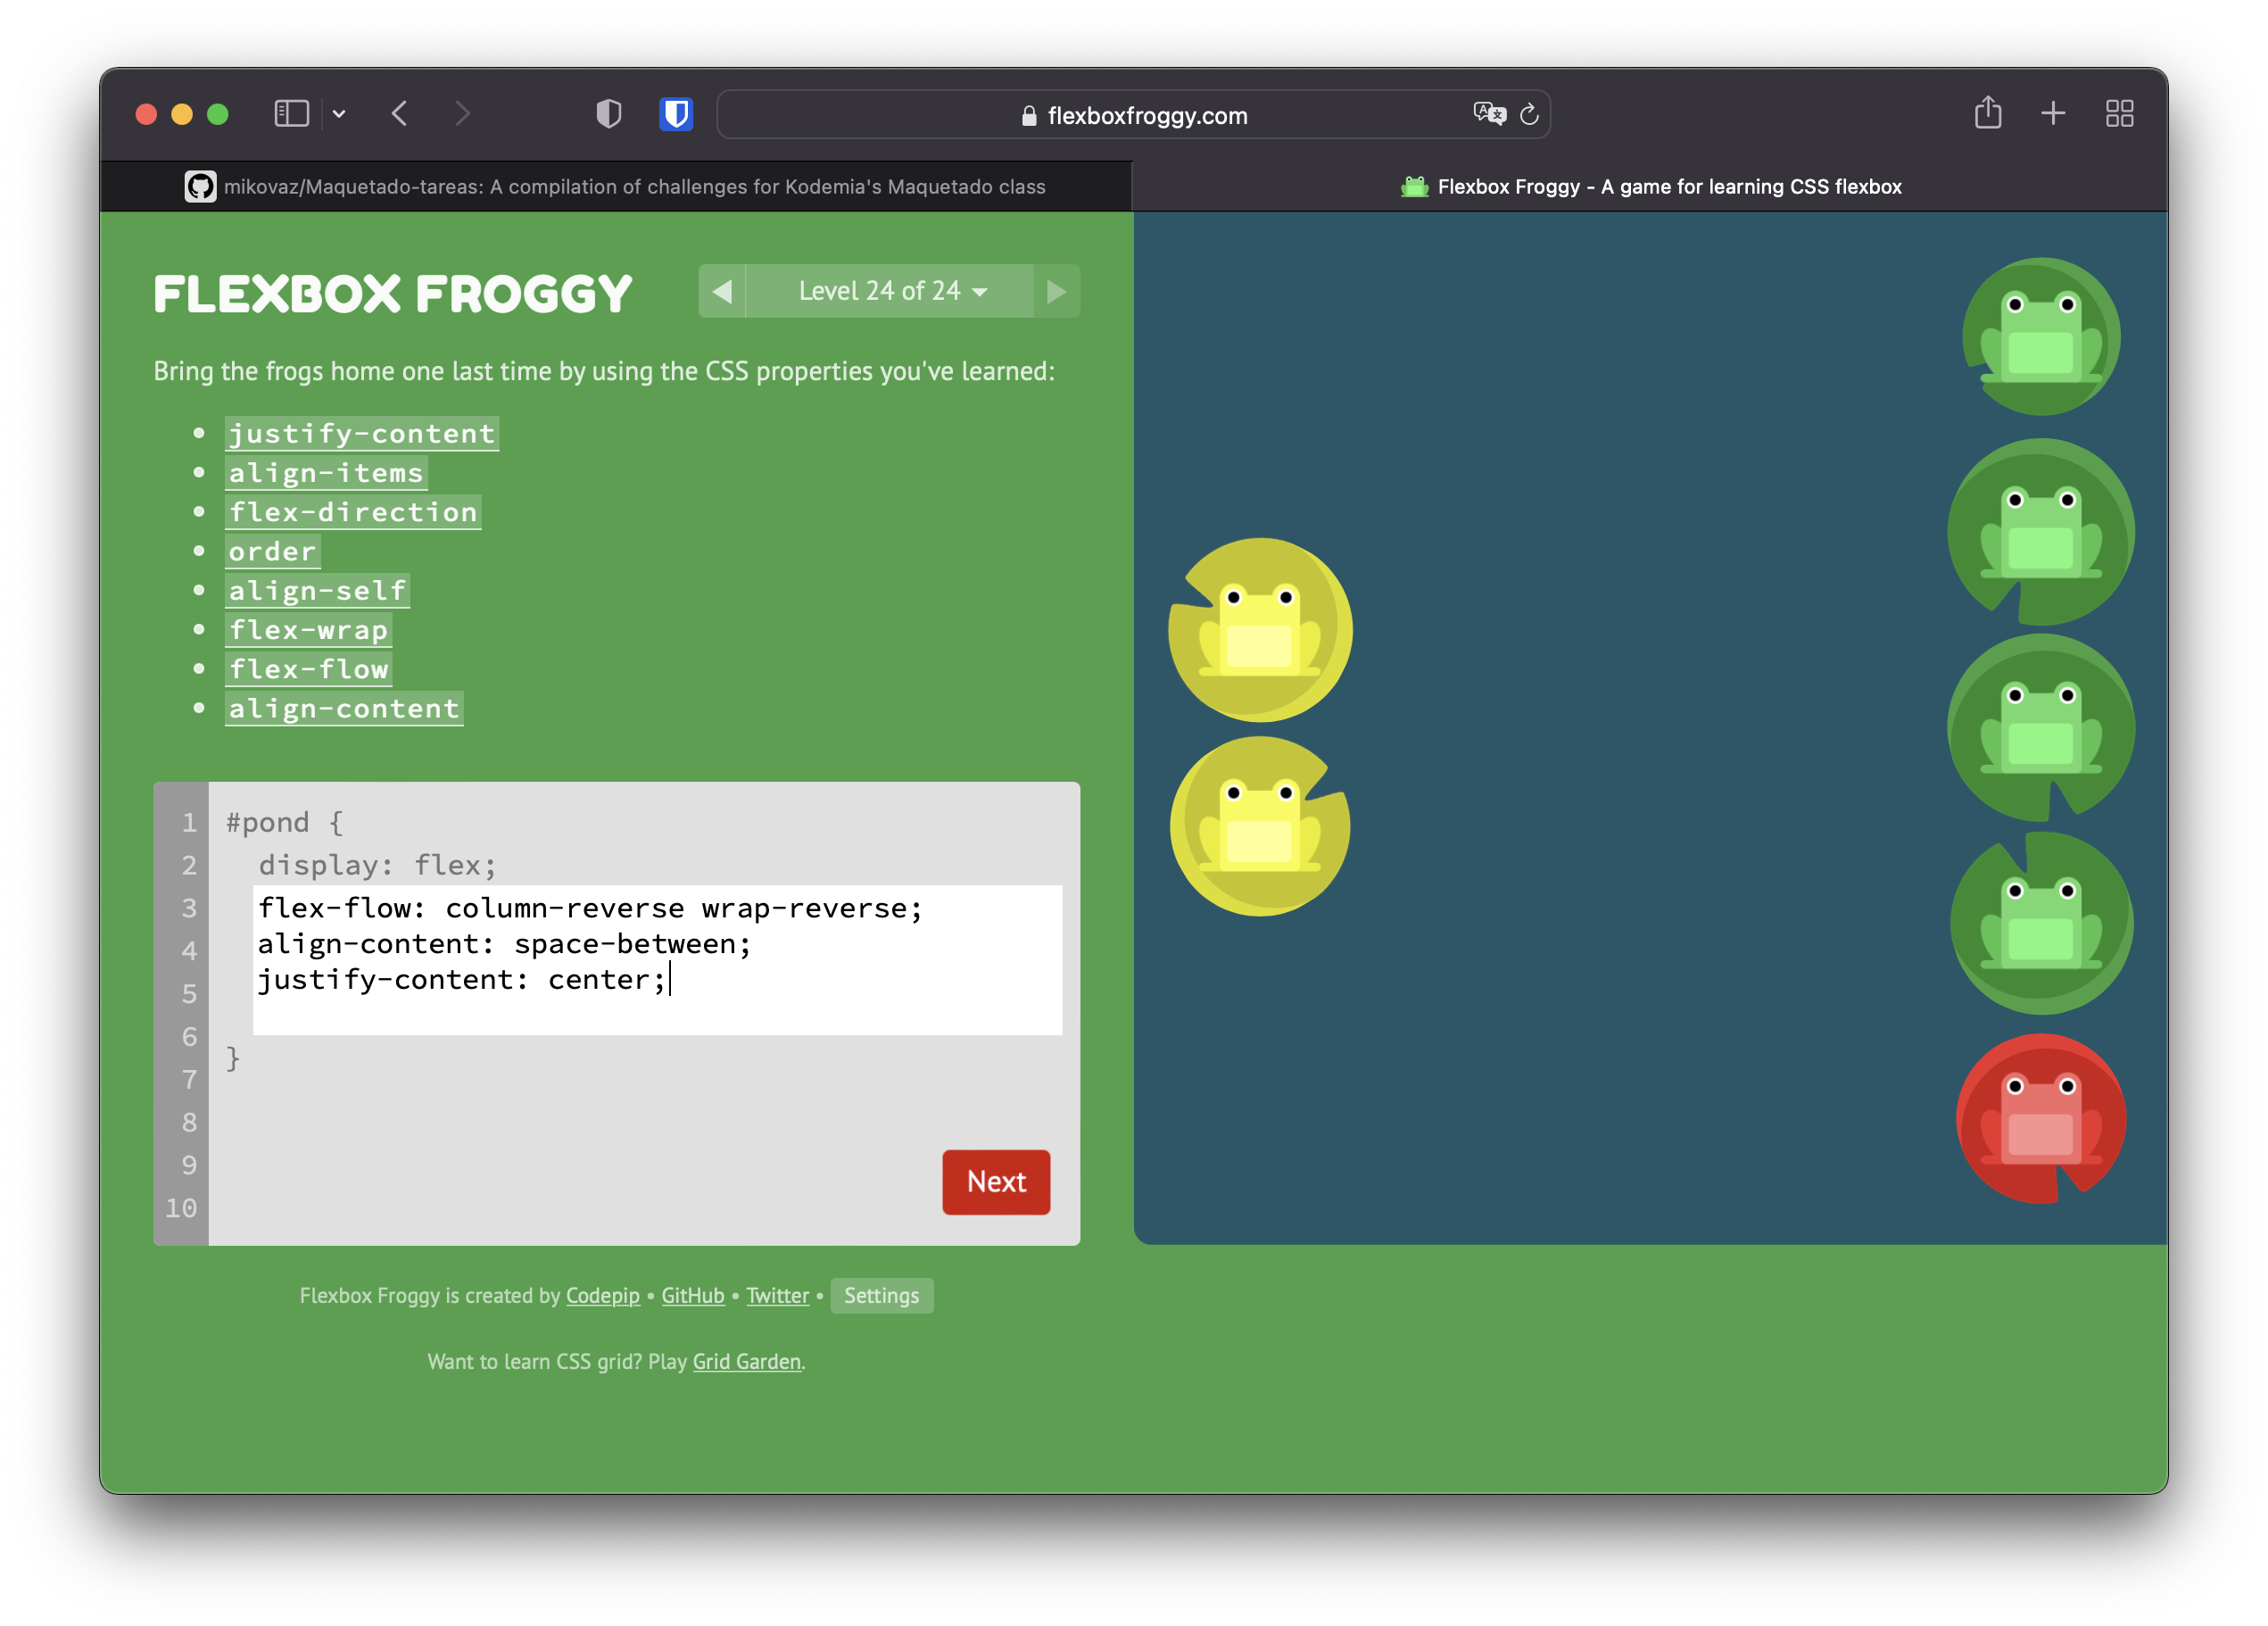 flexboxfroggy.com
mikovaz/Maquetado-tareas: A compilation of challenges for Kodemia's Maquetado class
Flexbox Froggy - A game for learning CSS flexbox
FLEXBOX FROGGY
Level 24 of 24
Bring the frogs home one last time by using the CSS properties you've learned:
justify-content
align-items
flex-direction
order
align-self
flex-wrap
flex-flow
align-content
1 #pond {
2 display: flex;
3 flex-flow: column-reverse wrap-reverse;
4 align-content: space-between;
5 justify-content: center;
6
}
7
8
9
10
Next
Flexbox Froggy is created by Codepip • GitHub • Twitter • Settings
Want to learn CSS grid? Play Grid Garden.